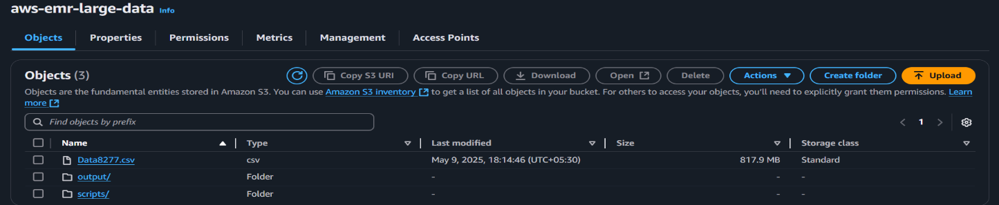 aws-emr-large-data Info
Objects Properties Permissions Metrics Management Access Points
Objects (3) Copy S3 URI Copy URL Download Open Delete Actions Create folder Upload
Objects are the fundamental entities stored in Amazon S3. You can use Amazon S3 inventory to get a list of all objects in your bucket. For others to access your objects, you'll need to explicitly grant them permissions. Learn
more
Find objects by prefix 1
Name Type Last modified Size Storage class
Data8277.csv csv May 9, 2025, 18:14:46 (UTC+05:30) 817.9 MB Standard
output/ Folder - - -
scripts/ Folder - - -